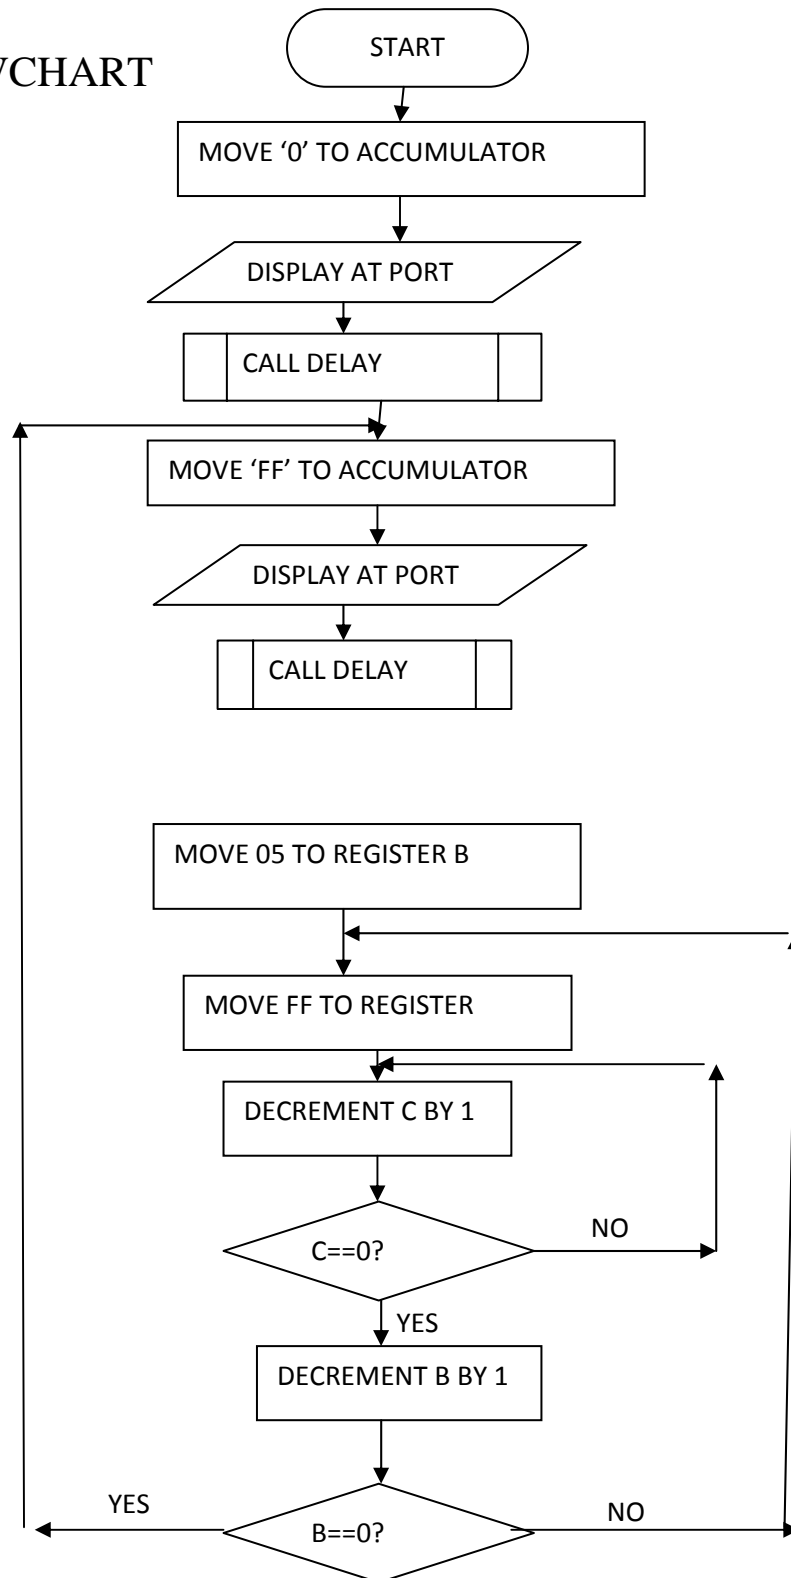 START
MOVE ‘0’ TO ACCUMULATOR
DISPLAY AT PORT
CALL DELAY
MOVE ‘FF’ TO ACCUMULATOR
DISPLAY AT PORT
CALL DELAY
MOVE 05 TO REGISTER B
MOVE FF TO REGISTER
DECREMENT C BY 1
C==0?
NO
YES
DECREMENT B BY 1
YES
B==0?
NO